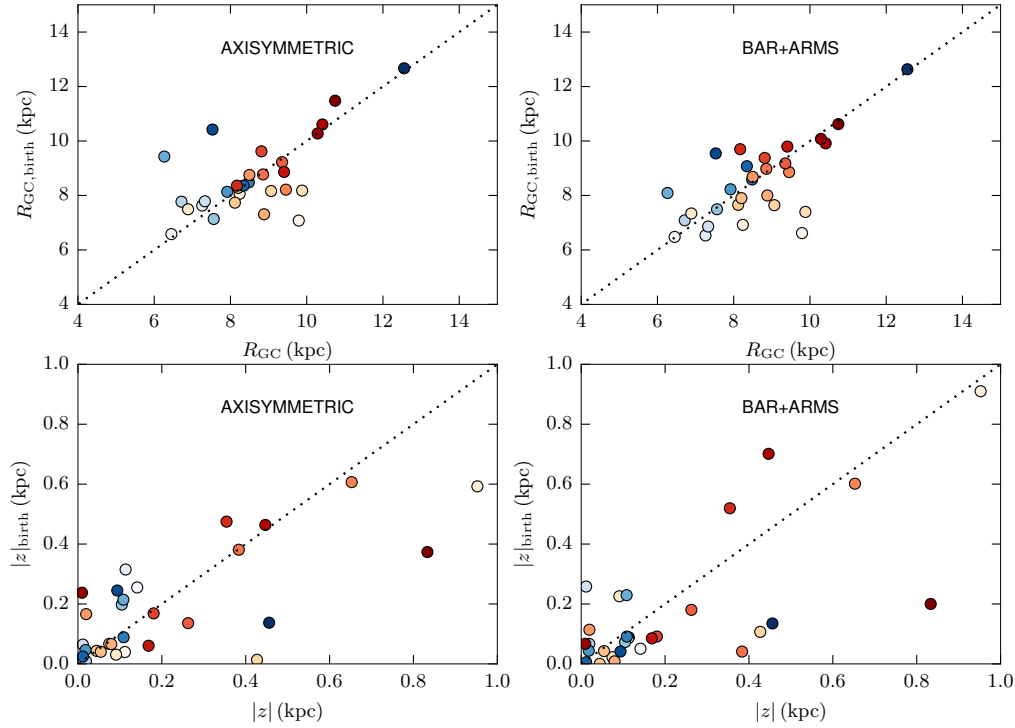 14
12
10
8
6
4
R_GC,birth (kpc)
AXISYMMETRIC
4 6 8 10 12 14
R_GC (kpc)
14
12
10
8
6
4
R_GC,birth (kpc)
BAR+ARMS
4 6 8 10 12 14
R_GC (kpc)
1.0
0.8
0.6
0.4
0.2
0.0
|z|_birth (kpc)
AXISYMMETRIC
0.0 0.2 0.4 0.6 0.8 1.0
|z| (kpc)
1.0
0.8
0.6
0.4
0.2
0.0
|z|_birth (kpc)
BAR+ARMS
0.0 0.2 0.4 0.6 0.8 1.0
|z| (kpc)